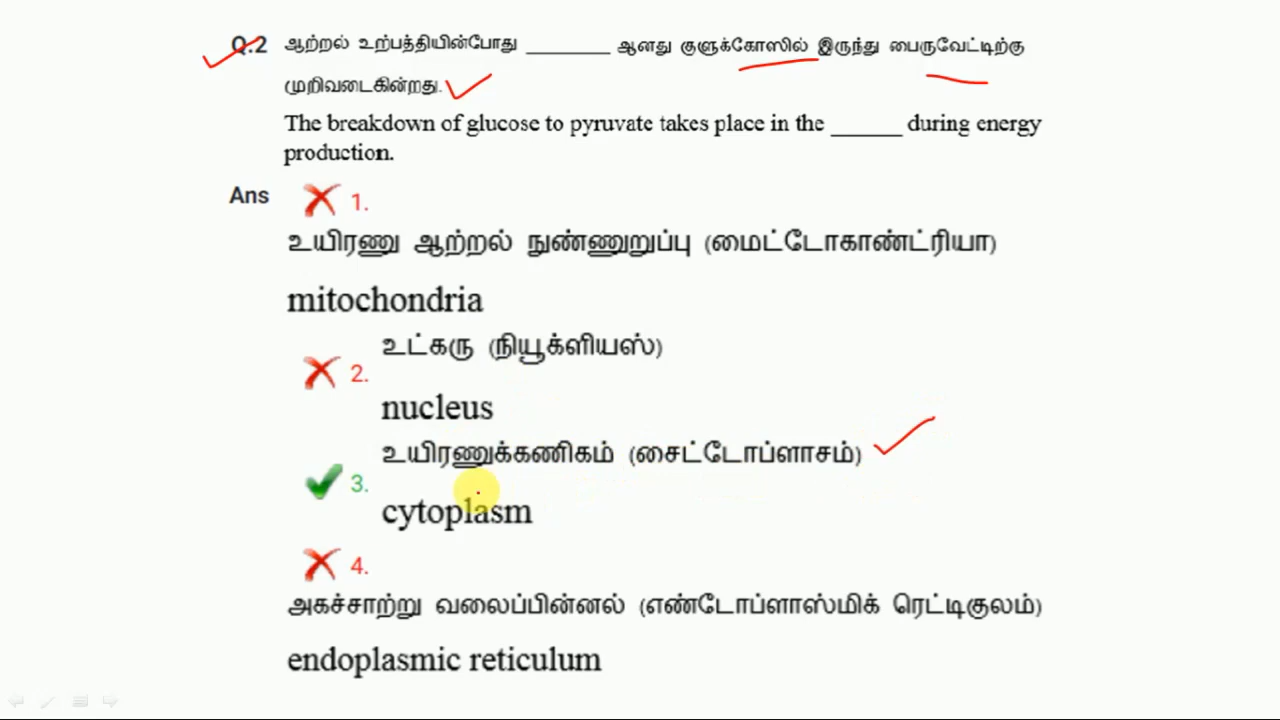 Q.2 ஆற்றல் உற்பத்தியின்போது ________ ஆனது குளுக்கோஸில் இருந்து பைருவேட்டிற்கு
முறிவடைகின்றது.
The breakdown of glucose to pyruvate takes place in the ______ during energy
production.
Ans
1.
உயிரணு ஆற்றல் நுண்ணுறுப்பு (மைட்டோகாண்ட்ரியா)
mitochondria
உட்கரு (நியூக்ளியஸ்)
2.
nucleus
உயிரணுக்கணிகம் (சைட்டோப்ளாசம்)
3.
cytoplasm
4.
அகச்சாற்று வலைப்பின்னல் (எண்டோப்ளாஸ்மிக் ரெட்டிகுலம்)
endoplasmic reticulum